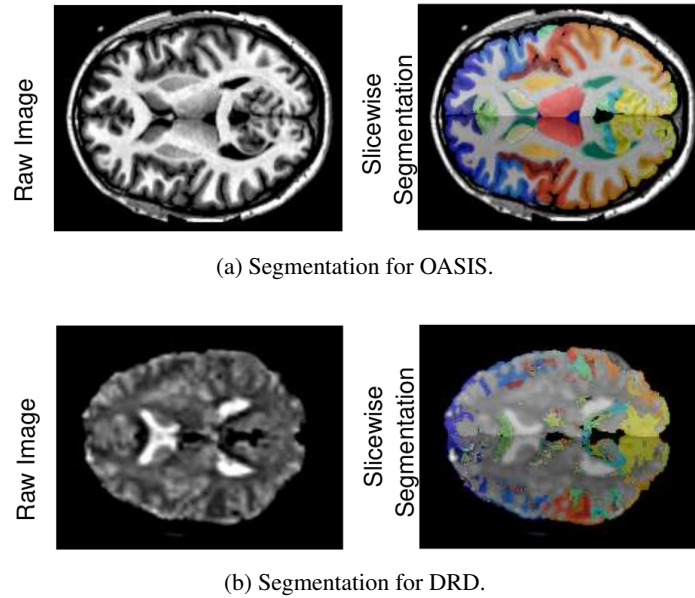 Raw Image
Slicewise
Segmentation
(a) Segmentation for OASIS.
Raw Image
Slicewise
Segmentation
(b) Segmentation for DRD.